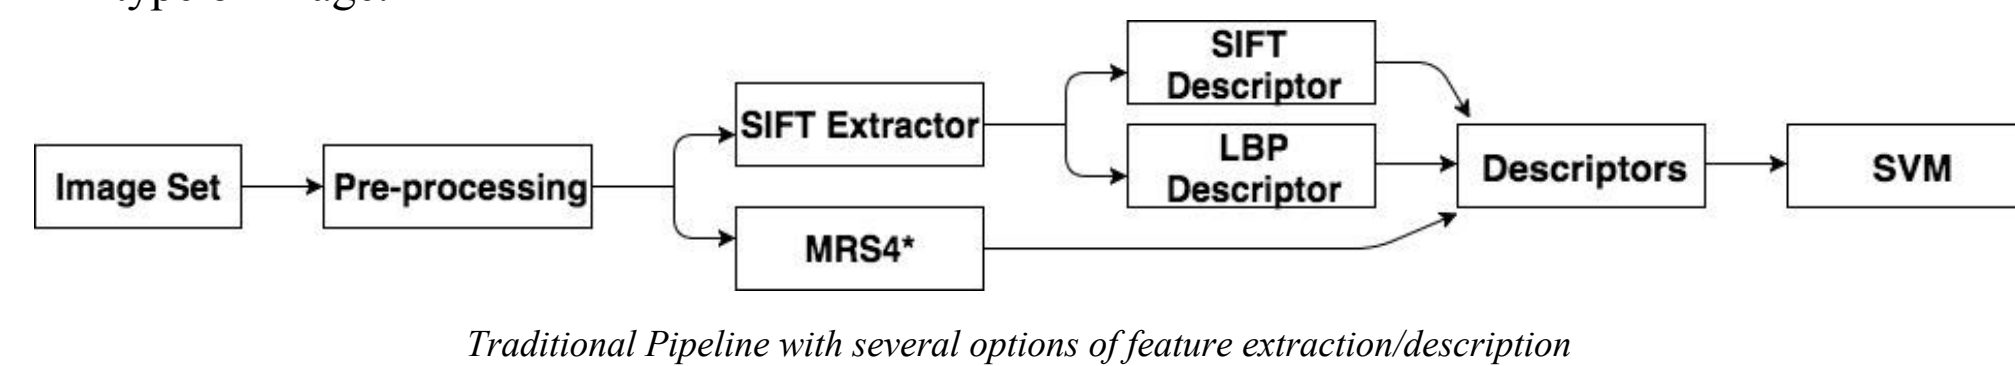 SIFT
Descriptor
SIFT Extractor
LBP
Descriptor
Image Set
Pre-processing
Descriptors
SVM
MRS4*
Traditional Pipeline with several options of feature extraction/description